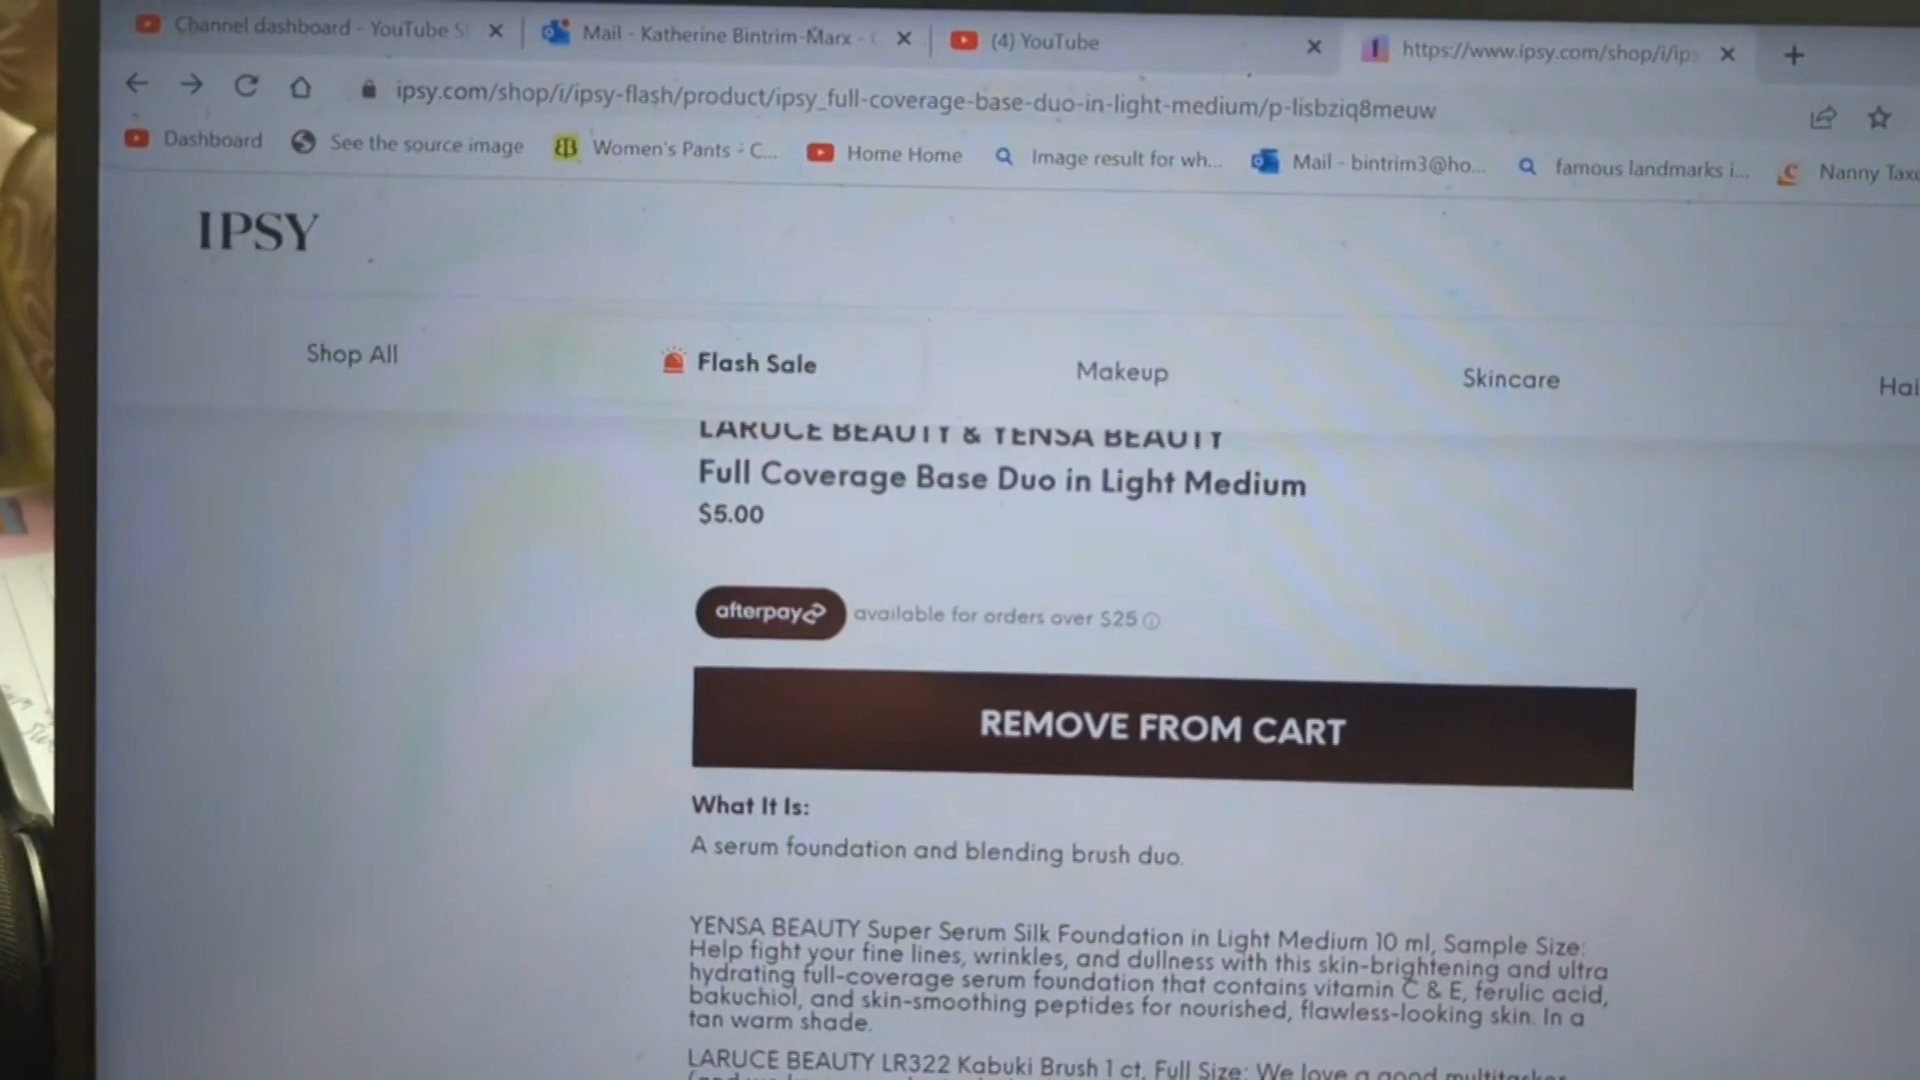 Channel dashboard - YouTube S
Mail - Katherine Bintrim-Marx -
(4) YouTube
https://www.ipsy.com/shop/i/ips
ipsy.com/shop/i/ipsy-flash/product/ipsy_full-coverage-base-duo-in-light-medium/p-lisbziq8meuw
Dashboard
See the source image
Women's Pants - C...
Home Home
Image result for wh...
Mail - bintrim3@ho...
famous landmarks i...
Nanny Tax
IPSY
Shop All
Flash Sale
Makeup
Skincare
Hai
LARUCE BEAUTY & YENSA BEAUTY
Full Coverage Base Duo in Light Medium
$5.00
afterpay available for orders over $25
REMOVE FROM CART
What It Is:
A serum foundation and blending brush duo.
YENSA BEAUTY Super Serum Silk Foundation in Light Medium 10 ml, Sample Size:
Help fight your fine lines, wrinkles, and dullness with this skin-brightening and ultra
hydrating full-coverage serum foundation that contains vitamin C & E, ferulic acid,
bakuchiol, and skin-smoothing peptides for nourished, flawless-looking skin. In a
tan warm shade.
LARUCE BEAUTY LR322 Kabuki Brush 1 ct, Full Size: We love a good multitasker